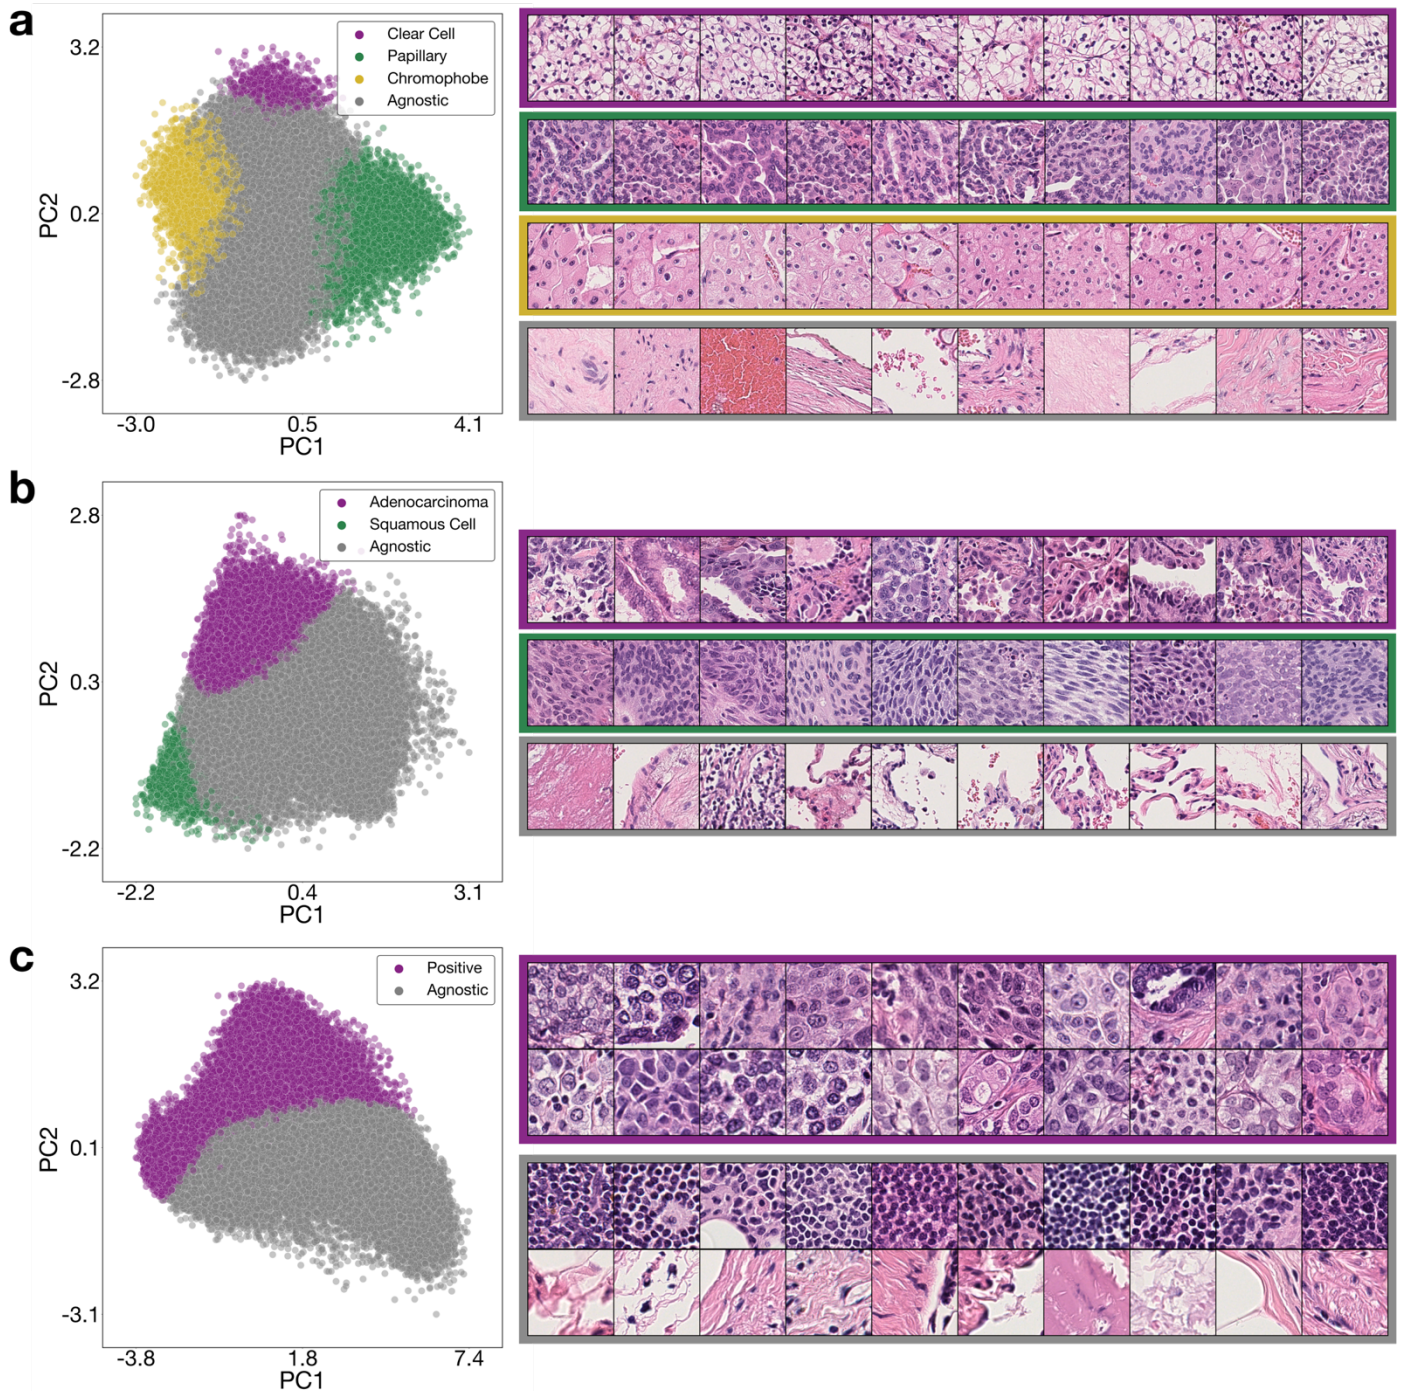 a
Clear Cell
Papillary
Chromophobe
Agnostic
3.2
0.2
-2.8
PC2
-3.0 0.5 4.1
PC1
b
Adenocarcinoma
Squamous Cell
Agnostic
2.8
0.3
-2.2
PC2
-2.2 0.4 3.1
PC1
c
Positive
Agnostic
3.2
0.1
-3.1
PC2
-3.8 1.8 7.4
PC1